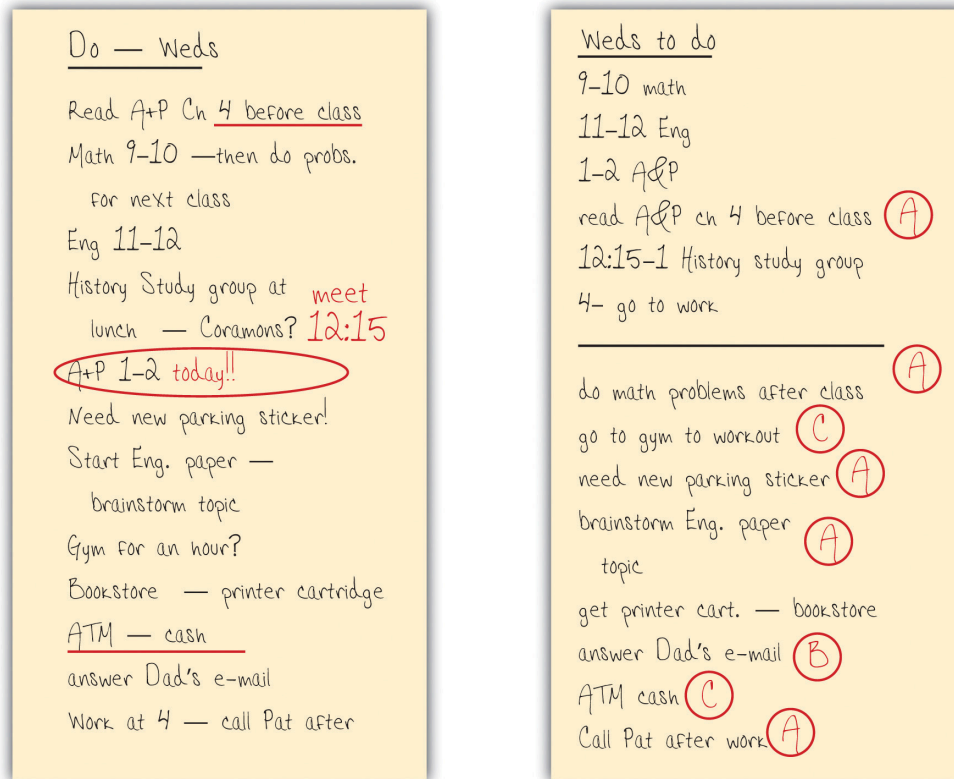 Do — Weds
Read A+P Ch 4 before class
Math 9-10 —then do probs.
for next class
Eng 11-12
History Study group at meet
lunch — Coramons? 12:15
A+P 1-2 today!!
Need new parking sticker!
Start Eng. paper —
brainstorm topic
Gym for an hour?
Bookstore — printer cartridge
ATM — cash
answer Dad's e-mail
Work at 4 — call Pat after
Weds to do
9-10 math
11-12 Eng
1-2 A&P
read A&P ch 4 before class A
12:15-1 History study group
4- go to work
do math problems after class A
go to gym to workout C
need new parking sticker A
brainstorm Eng. paper A
topic
get printer cart. — bookstore
answer Dad's e-mail B
ATM cash C
Call Pat after work A